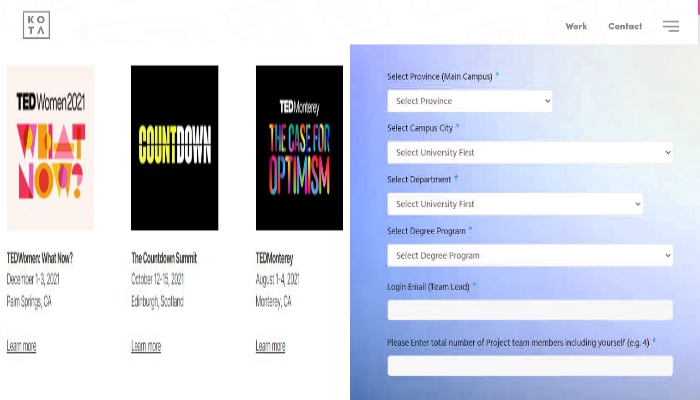 KO
TA
Work
Contact
TEDWomen2021
WHAT
NOW?
COUNTDOWN
TEDMonterey
THE CASE FOR
OPTIMISM
TEDWomen: What Now?
December 1-3, 2021
Palm Springs, CA
Learn more
The Countdown Summit
October 12-15, 2021
Edinburgh, Scotland
Learn more
TEDMonterey
August 1-4, 2021
Monterey, CA
Learn more
Select Province (Main Campus) *
Select Province
Select Campus City *
Select University First
Select Department *
Select University First
Select Degree Program *
Select Degree Program
Login Email (Team Lead) *
Please Enter total number of Project team members including yourself (e.g. 4) *